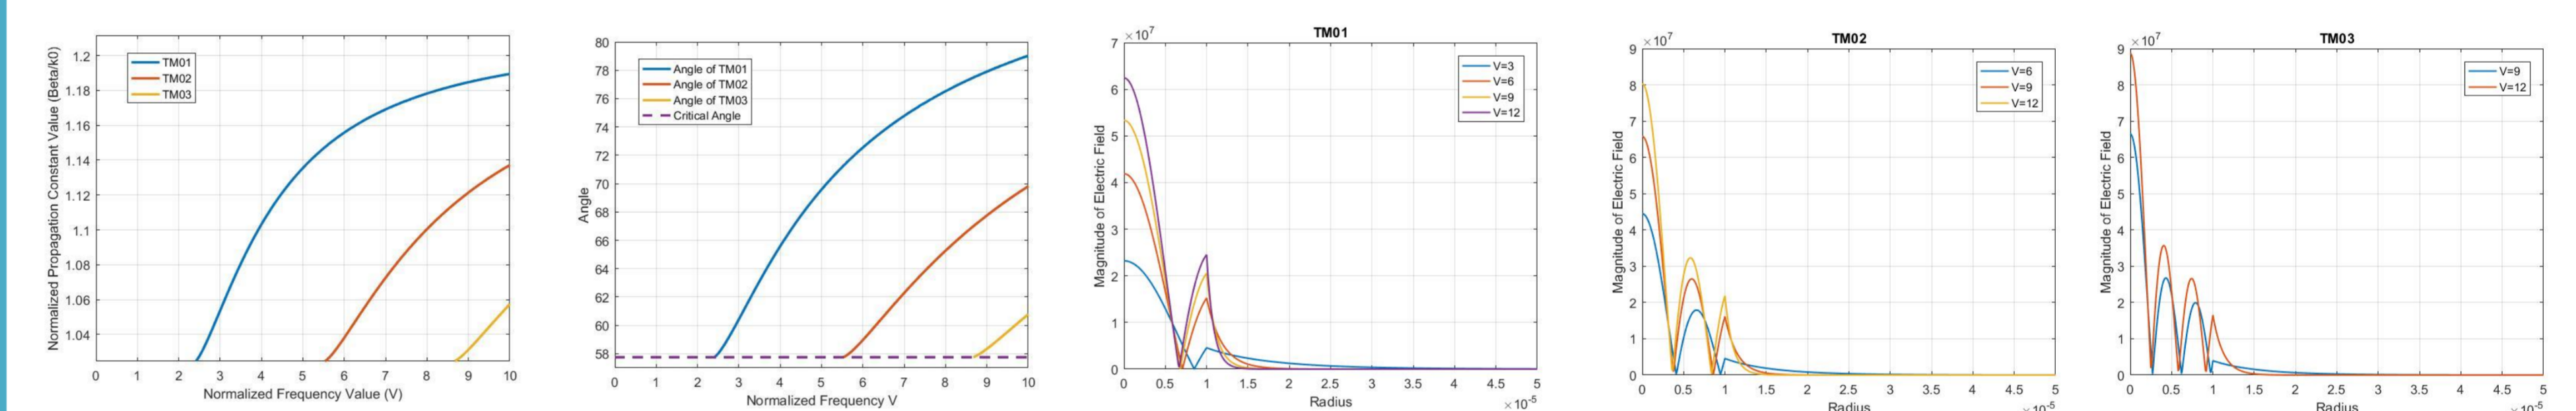 1.2
1.18
1.16
1.14
1.12
1.1
1.08
1.06
1.04
Normalized Propagation Constant Value (Beta/k0)
TM01
TM02
TM03
0 1 2 3 4 5 6 7 8 9 10
Normalized Frequency Value (V)
80
78
76
74
72
70
68
66
64
62
60
58
Angle
Angle of TM01
Angle of TM02
Angle of TM03
Critical Angle
0 1 2 3 4 5 6 7 8 9 10
Normalized Frequency V
TM01
×10^7
7
6
5
4
3
2
1
0
Magnitude of Electric Field
V=3
V=6
V=9
V=12
0 0.5 1 1.5 2 2.5 3 3.5 4 4.5 5
Radius
×10^-5
TM02
×10^7
9
8
7
6
5
4
3
2
1
0
Magnitude of Electric Field
V=6
V=9
V=12
0 0.5 1 1.5 2 2.5 3 3.5 4 4.5 5
Radius
×10^-5
TM03
×10^7
9
8
7
6
5
4
3
2
1
0
Magnitude of Electric Field
V=9
V=12
0 0.5 1 1.5 2 2.5 3 3.5 4 4.5 5
Radius
×10^-5